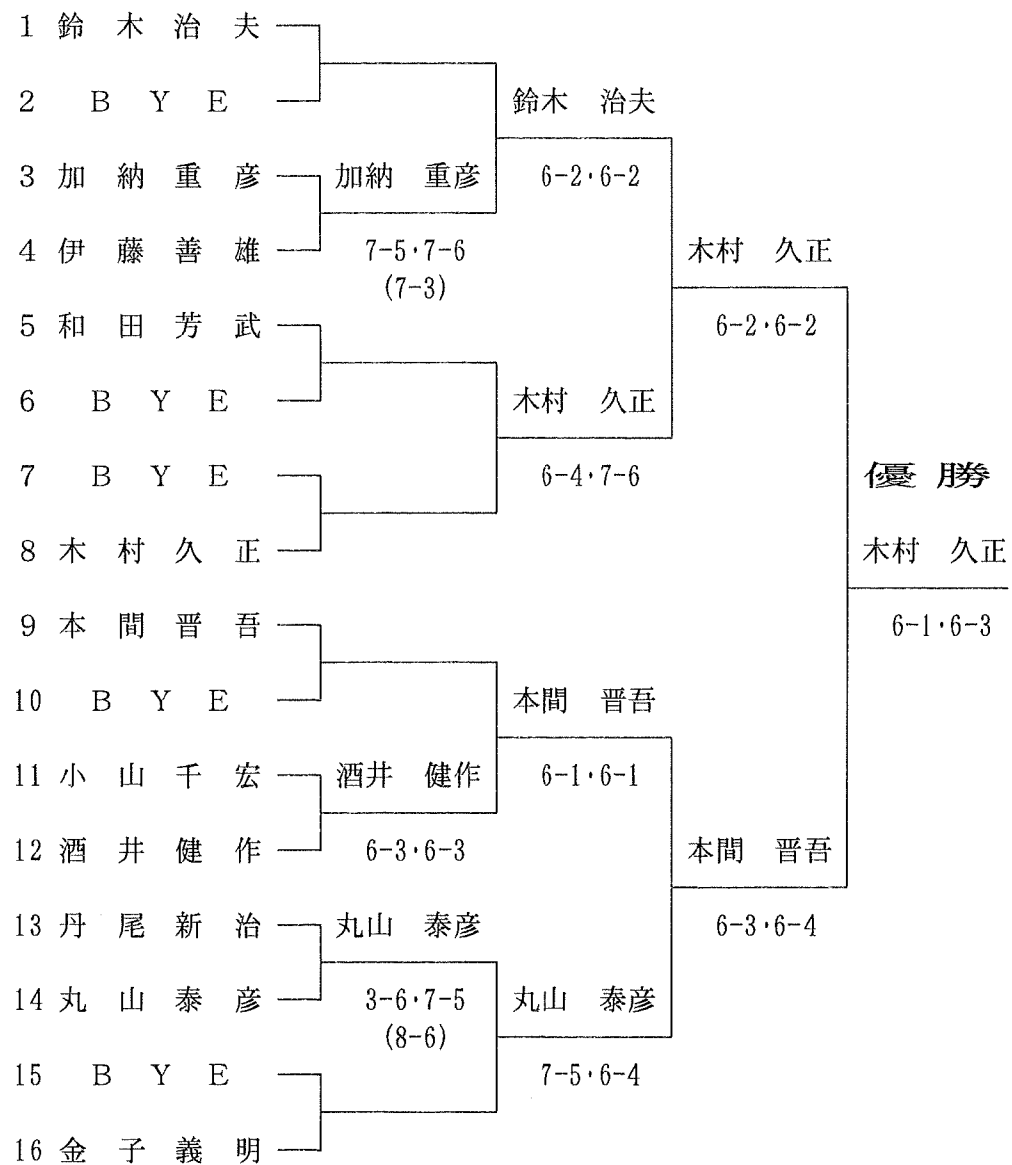 1 鈴木治夫
2 BYE
鈴木 治夫
3 加納重彦
加納 重彦
6-2・6-2
4 伊藤善雄
7-5・7-6
(7-3)
木村 久正
5 和田芳武
6-2・6-2
6 BYE
木村 久正
7 BYE
6-4・7-6
優勝
8 木村久正
木村 久正
9 本間晋吾
6-1・6-3
10 BYE
本間 晋吾
11 小山千宏
酒井 健作
6-1・6-1
12 酒井健作
6-3・6-3
本間 晋吾
13 丹尾新治
丸山 泰彦
6-3・6-4
14 丸山泰彦
3-6・7-5
(8-6)
丸山 泰彦
15 BYE
7-5・6-4
16 金子義明